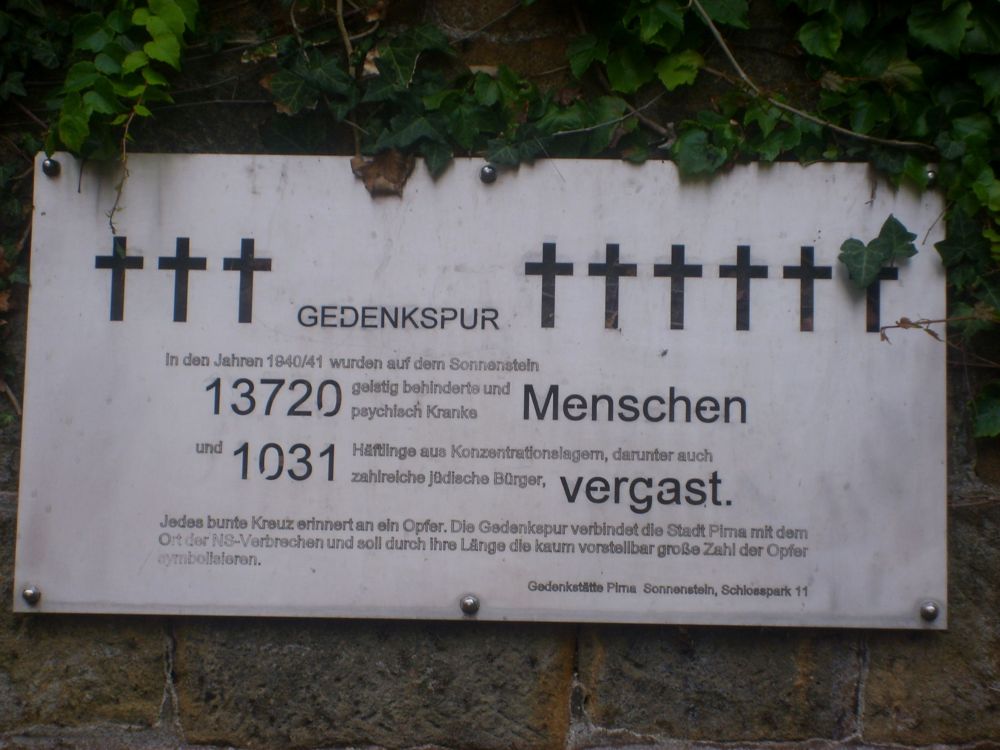 GEDENKSPUR
In den Jahren 1940/41 wurden auf dem Sonnenstein
13720 geistig behinderte und psychisch Kranke Menschen
und 1031 Häftlinge aus Konzentrationslagern, darunter auch zahlreiche jüdische Bürger, vergast.
Jedes bunte Kreuz erinnert an ein Opfer. Die Gedenkspur verbindet die Stadt Pirna mit dem
Ort der NS-Verbrechen und soll durch ihre Länge die kaum vorstellbar große Zahl der Opfer
symbolisieren.
Gedenkstätte Pirna Sonnenstein, Schlosspark 11